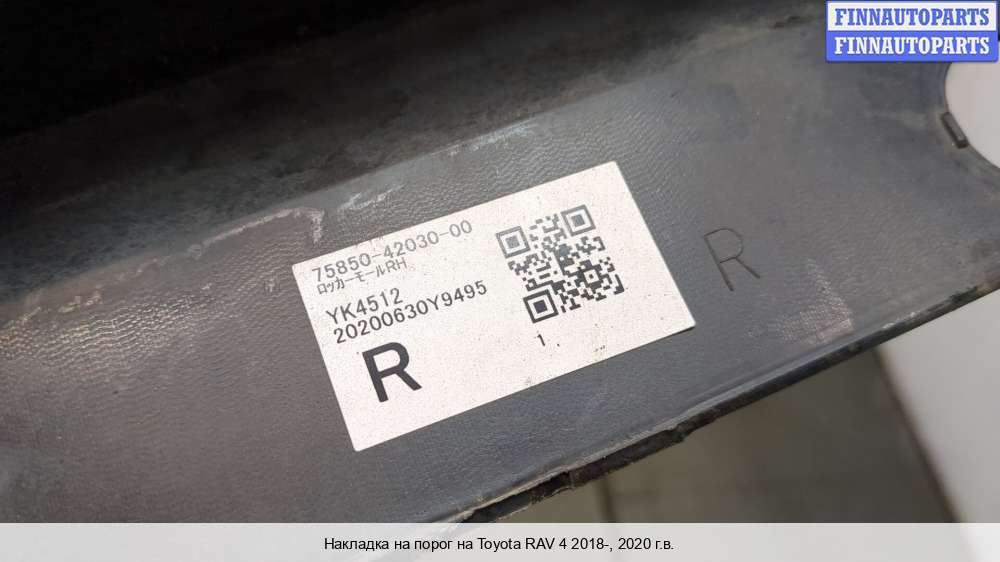 FINNAUTOPARTS
FINNAUTOPARTS
75850-42030-00
ロッカーモールRH
YK4512
20200630Y9495
R
1.
R
Накладка на порог на Toyota RAV 4 2018-, 2020 г.в.